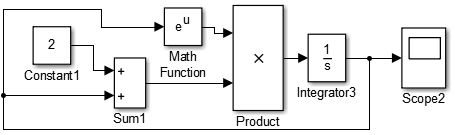 e^u
2
Math
Function
Constant1
+
+
Sum1
×
Product
1
s
Integrator3
Scope2